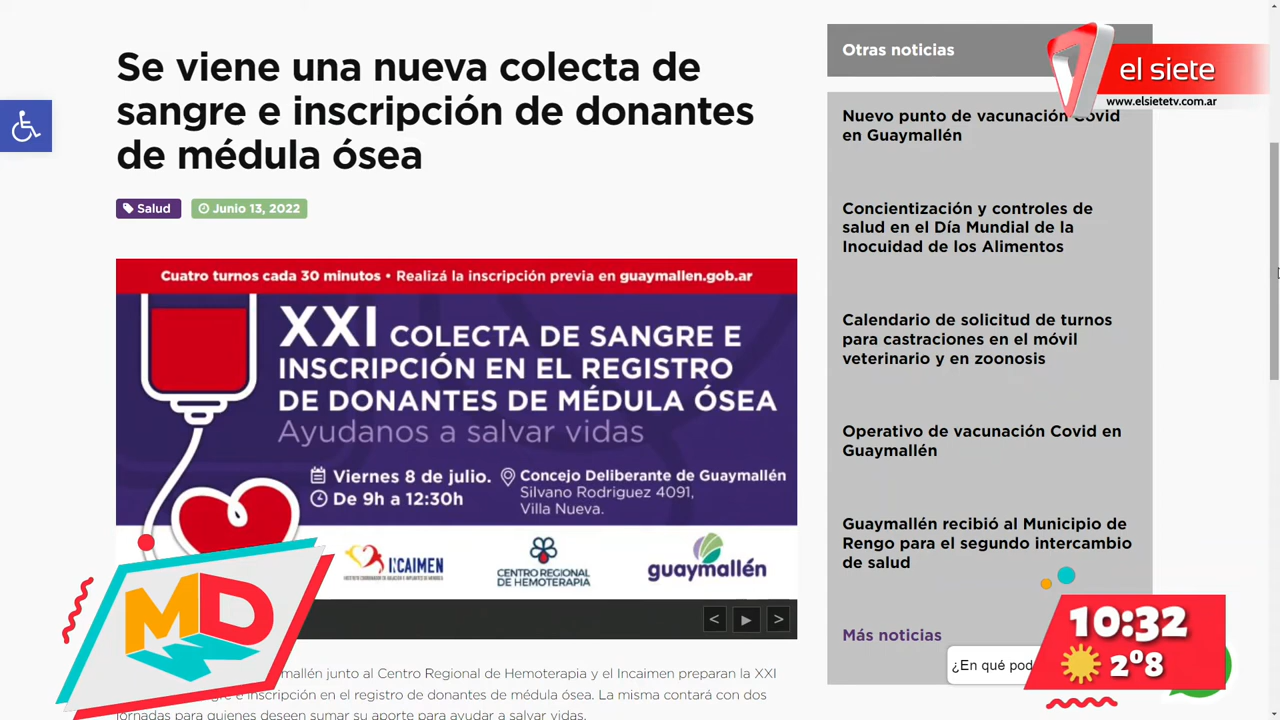 Se viene una nueva colecta de
sangre e inscripción de donantes
de médula ósea
Salud
Junio 13, 2022
Cuatro turnos cada 30 minutos • Realizá la inscripción previa en guaymallen.gob.ar
XXI COLECTA DE SANGRE E
INSCRIPCIÓN EN EL REGISTRO
DE DONANTES DE MÉDULA ÓSEA
Ayudanos a salvar vidas
Viernes 8 de julio.
De 9h a 12:30h
Concejo Deliberante de Guaymallén
Silvano Rodriguez 4091,
Villa Nueva.
INCAIMEN
CENTRO REGIONAL
DE HEMOTERAPIA
guaymallén
< ▶ >
mallén junto al Centro Regional de Hemoterapia y el Incaimen preparan la XXI
e inscripción en el registro de donantes de médula ósea. La misma contará con dos
jornadas para quienes deseen sumar su aporte para ayudar a salvar vidas.
Otras noticias
Nuevo punto de vacunación Covid
en Guaymallén
Concientización y controles de
salud en el Día Mundial de la
Inocuidad de los Alimentos
Calendario de solicitud de turnos
para castraciones en el móvil
veterinario y en zoonosis
Operativo de vacunación Covid en
Guaymallén
Guaymallén recibió al Municipio de
Rengo para el segundo intercambio
de salud
Más noticias
¿En qué pod
7 el siete
www.elsietetv.com.ar
MD
10:32
2º8